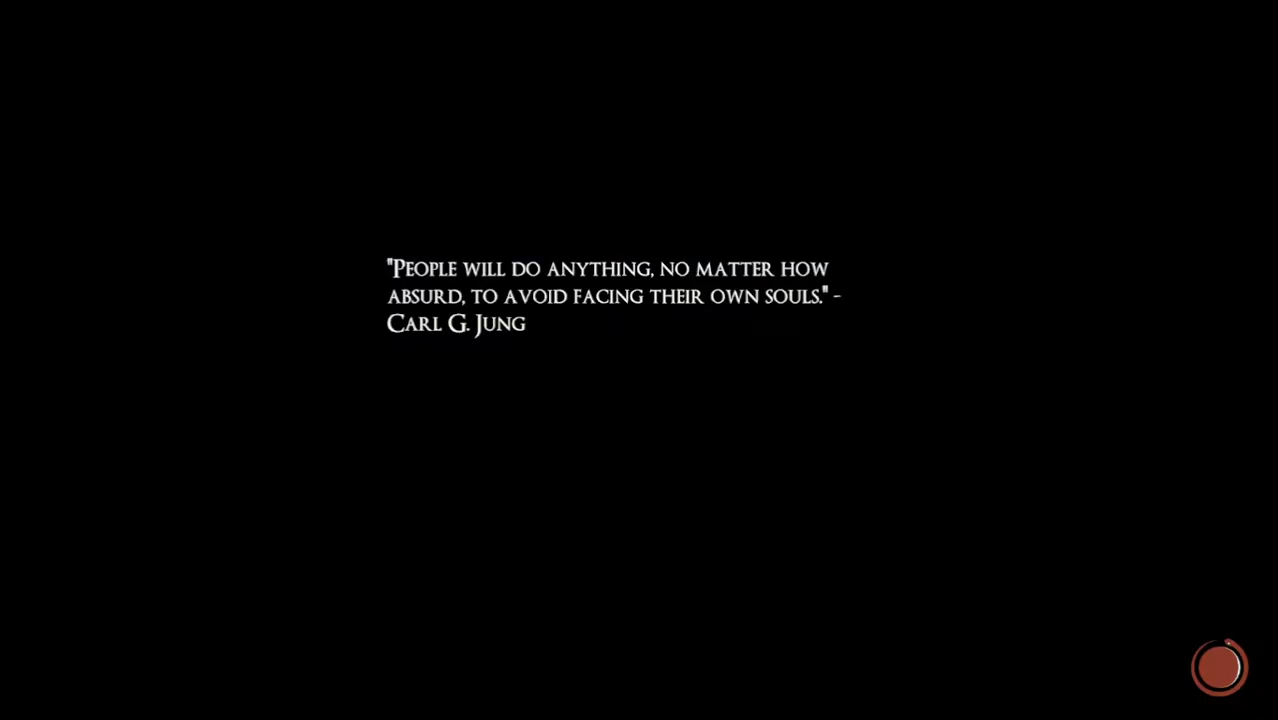 "People will do anything, no matter how
absurd, to avoid facing their own souls." -
Carl G. Jung